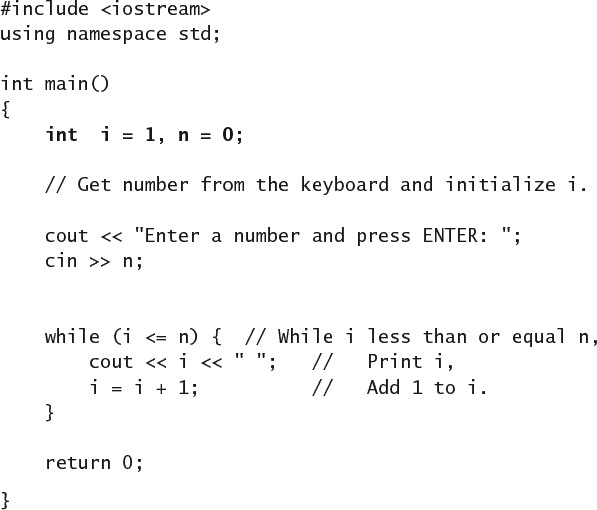 #include <iostream>
using namespace std;
int main()
{
int  i = 1, n = 0;
// Get number from the keyboard and initialize i.
cout << "Enter a number and press ENTER: ";
cin >> n;
while (i <= n) {  // While i less than or equal n,
cout << i << " ";   //   Print i,
i = i + 1;          //   Add 1 to i.
}
return 0;
}